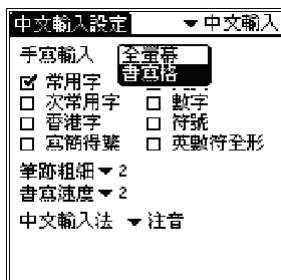 中文輸入設定 ▼ 中文輸入
手寫輸入 全螢幕
書寫格
常用字
次常用字 數字
香港字 符號
寫簡得繁 英數符全形
筆跡粗細 ▼ 2
書寫速度 ▼ 2
中文輸入法 ▼ 注音